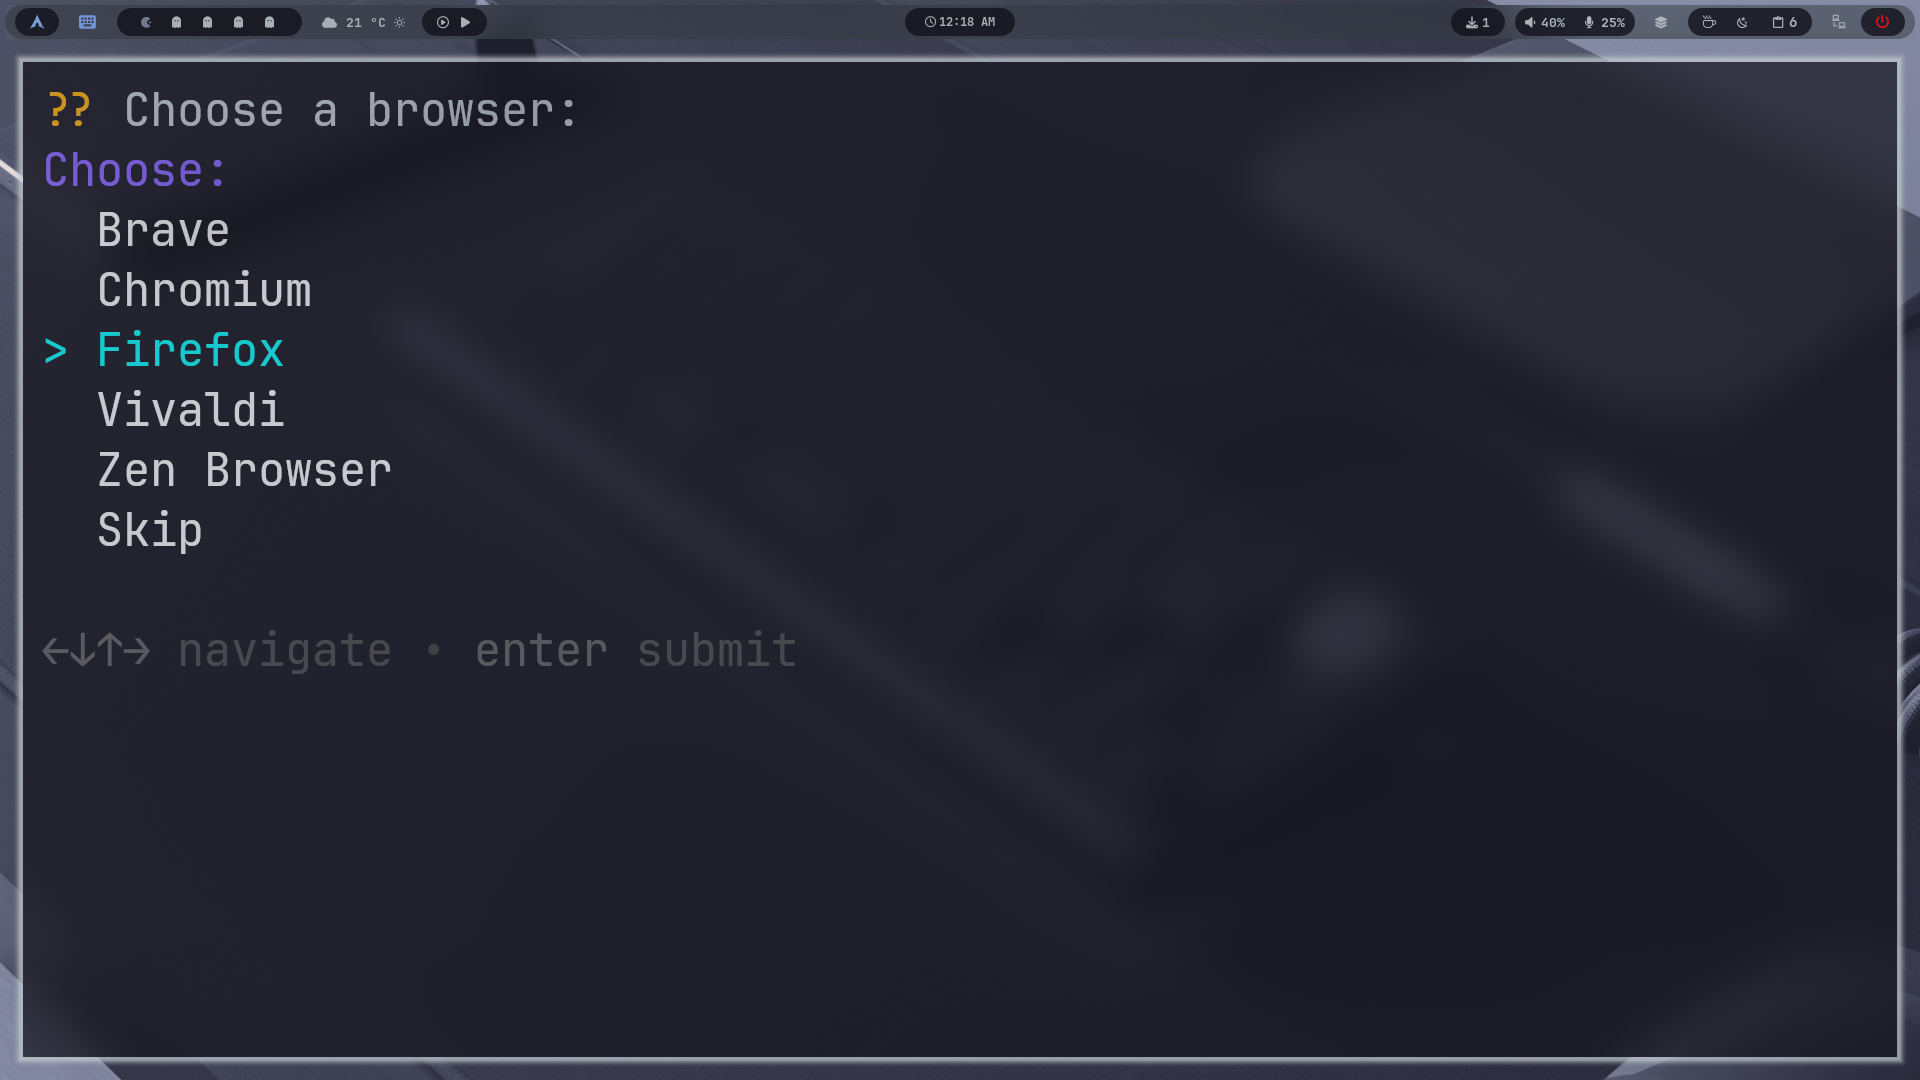 21 °C
12:18 AM
1
40%
25%
6
?? Choose a browser:
Choose:
Brave
Chromium
> Firefox
Vivaldi
Zen Browser
Skip
←↓↑→ navigate • enter submit